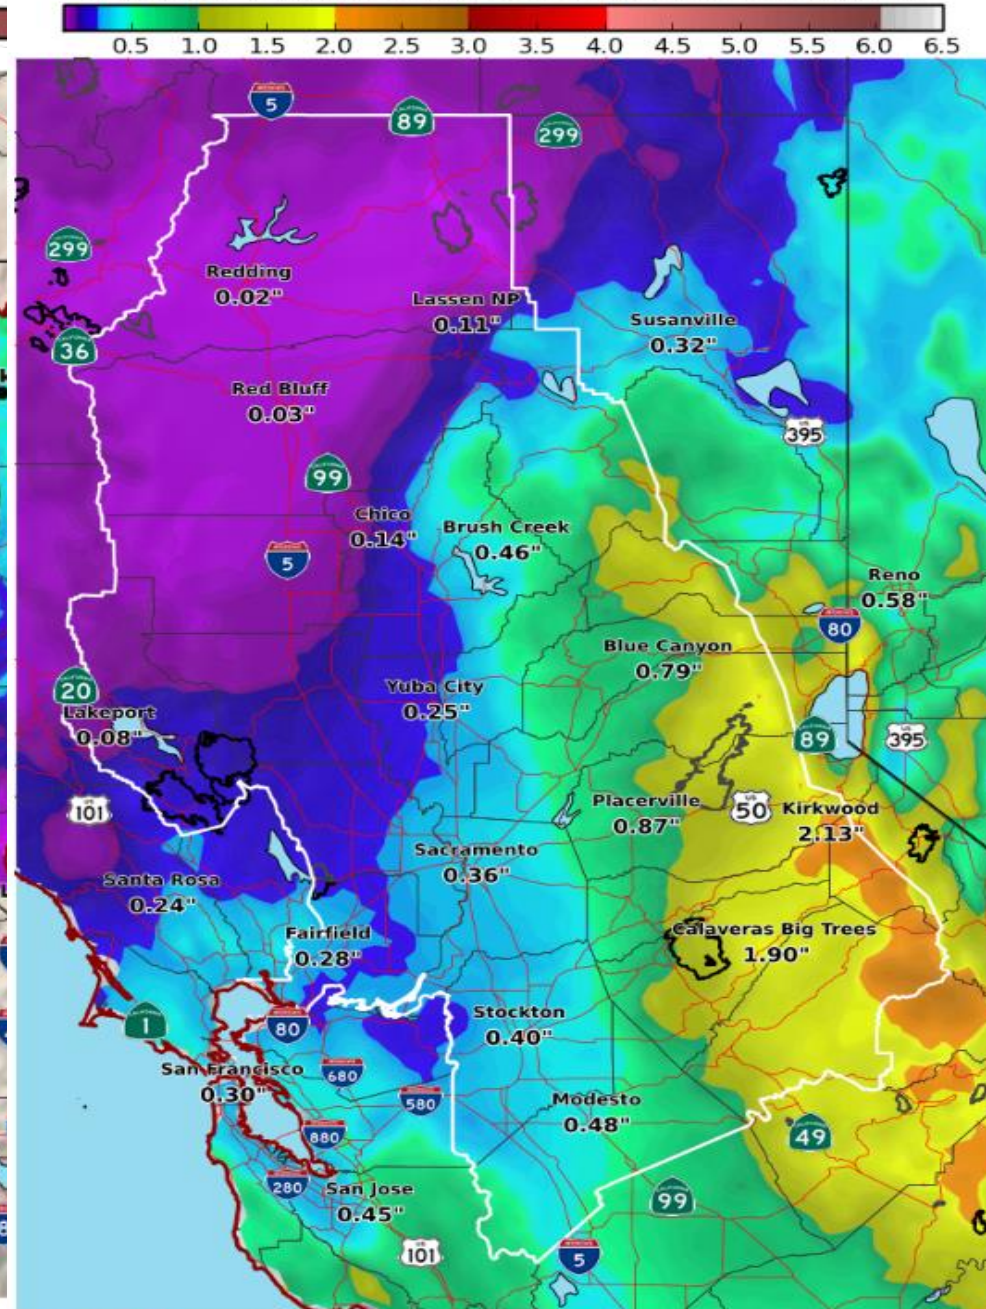 0.5 1.0 1.5 2.0 2.5 3.0 3.5 4.0 4.5 5.0 5.5 6.0 6.5
5
89
299
299
Redding
0.02"
Lassen NP
0.11"
Susanville
0.32"
36
Red Bluff
0.03"
US
395
CALIFORNIA
99
Chico
0.14"
Brush Creek
0.46"
5
Reno
0.58"
80
Blue Canyon
0.79"
20
Yuba City
0.25"
Lakeport
0.08"
89
US
395
US
101
Placerville
0.87"
US
50
Kirkwood
2.13"
Sacramento
0.36"
Santa Rosa
0.24"
Fairfield
0.28"
Calaveras Big Trees
1.90"
1
80
Stockton
0.40"
San Francisco
0.30"
680
580
Modesto
0.48"
880
49
280
San Jose
0.45"
99
US
101
5